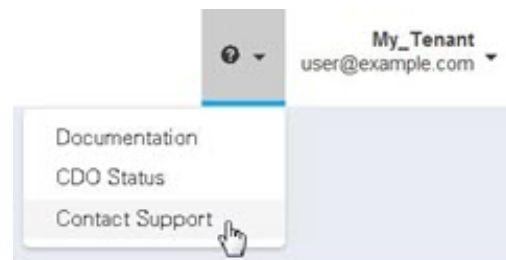 My_Tenant
user@example.com
Documentation
CDO Status
Contact Support